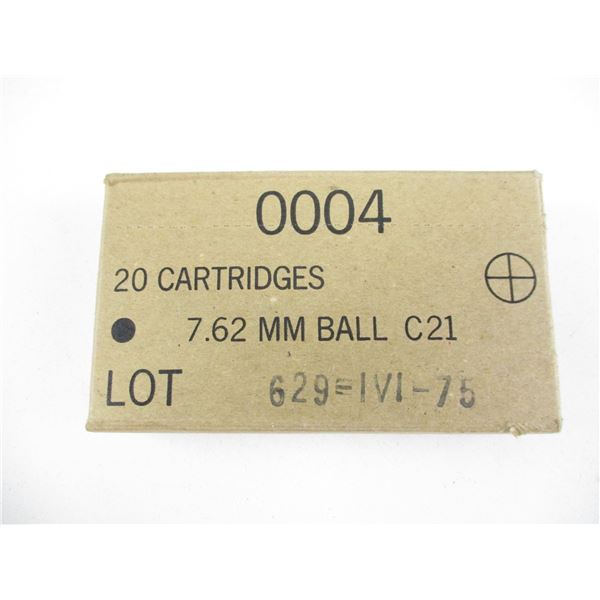 0004
20 CARTRIDGES
7.62 MM BALL C21
LOT 629=IVI-75